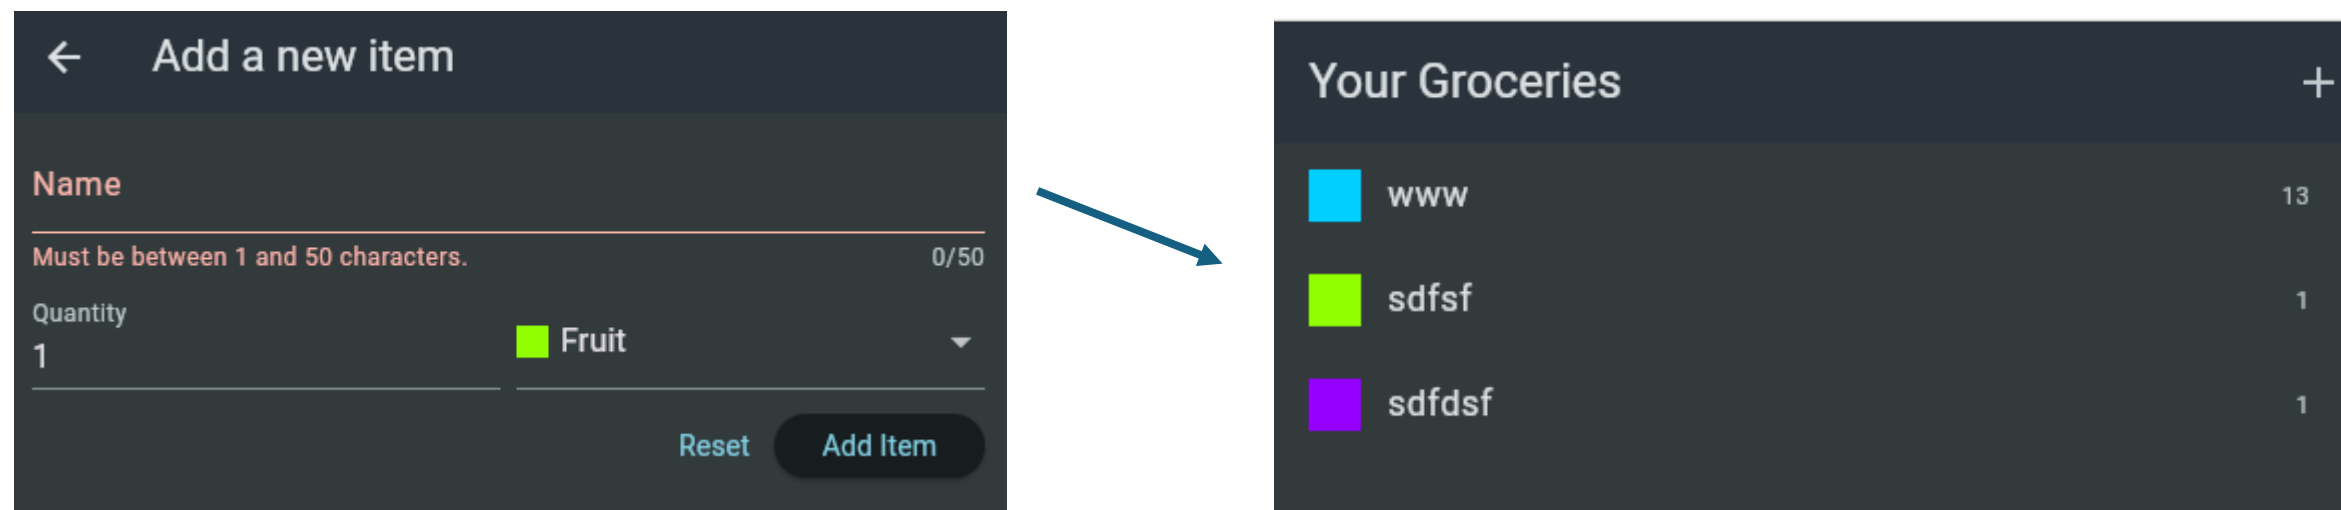 Add a new item
Name
Must be between 1 and 50 characters.
0/50
Quantity
1
Fruit
Reset
Add Item
Your Groceries
www
13
sdfsf
1
sdfdsf
1